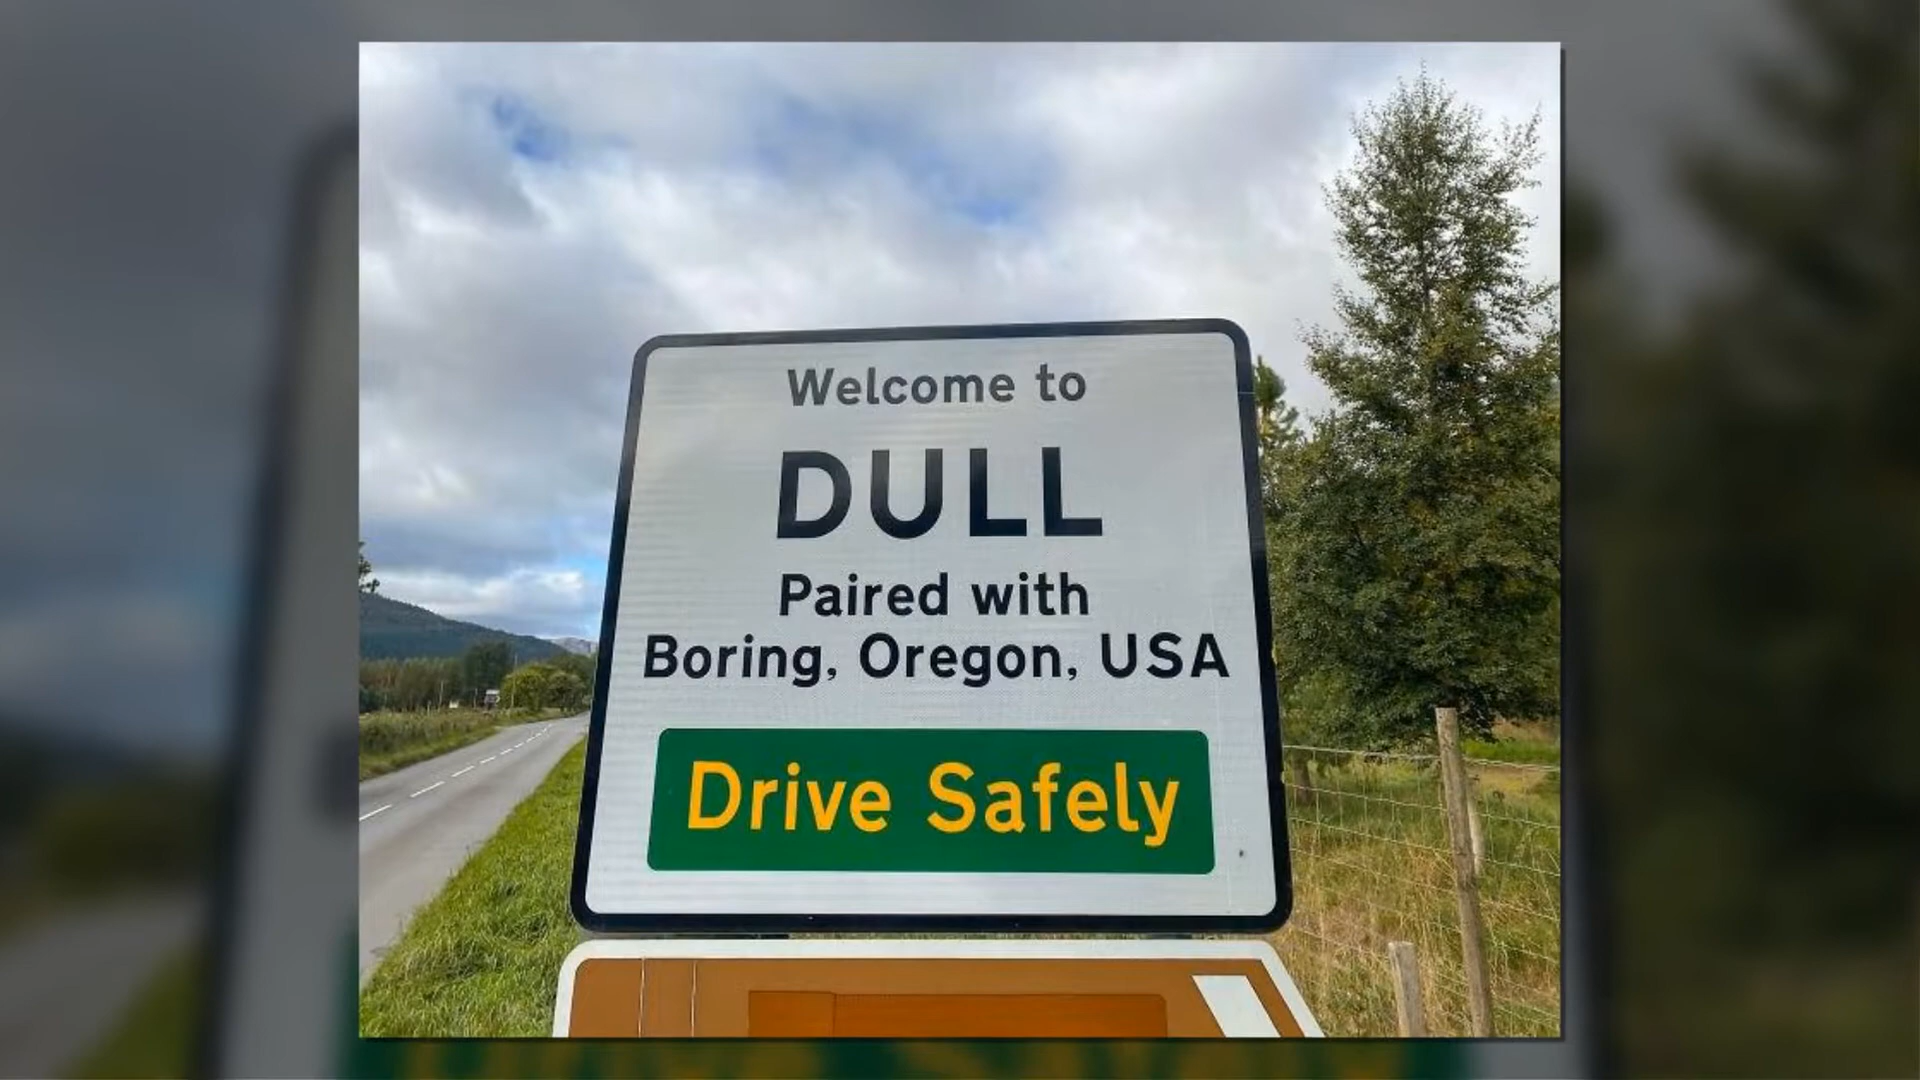 Welcome to
DULL
Paired with
Boring, Oregon, USA
Drive Safely